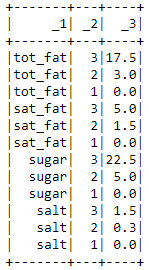 +-------+---+----+
|     _1| _2|  _3|
+-------+---+----+
|tot_fat|  3|17.5|
|tot_fat|  2| 3.0|
|tot_fat|  1| 0.0|
|sat_fat|  3| 5.0|
|sat_fat|  2| 1.5|
|sat_fat|  1| 0.0|
|  sugar|  3|22.5|
|  sugar|  2| 5.0|
|  sugar|  1| 0.0|
|   salt|  3| 1.5|
|   salt|  2| 0.3|
|   salt|  1| 0.0|
+-------+---+----+